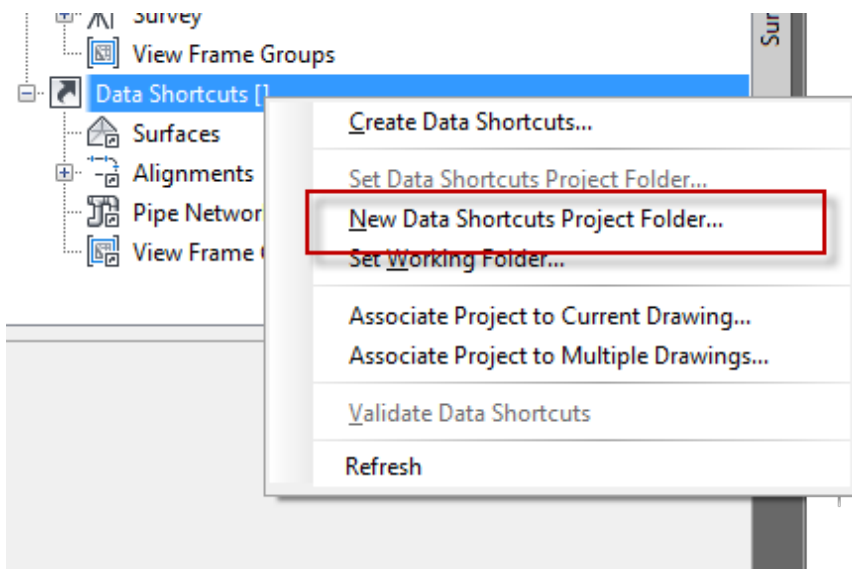 Survey
View Frame Groups
Data Shortcuts []
Surfaces
Alignments
Pipe Networ
View Frame
Create Data Shortcuts...
Set Data Shortcuts Project Folder...
New Data Shortcuts Project Folder...
Set Working Folder...
Associate Project to Current Drawing...
Associate Project to Multiple Drawings...
Validate Data Shortcuts
Refresh
Sur